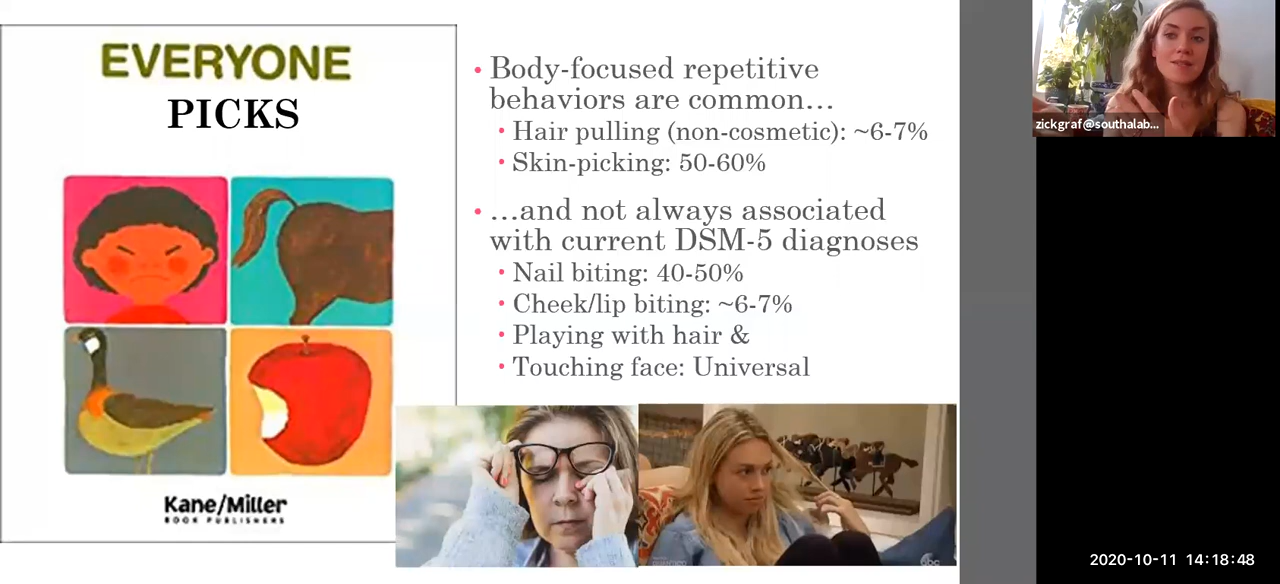 EVERYONE
PICKS
Kane/Miller
BOOK PUBLISHERS
• Body-focused repetitive
behaviors are common…
• Hair pulling (non-cosmetic): ~6-7%
• Skin-picking: 50-60%
• …and not always associated
with current DSM-5 diagnoses
• Nail biting: 40-50%
• Cheek/lip biting: ~6-7%
• Playing with hair &
• Touching face: Universal
abc
zickgraf@southalab...
2020-10-11 14:18:48